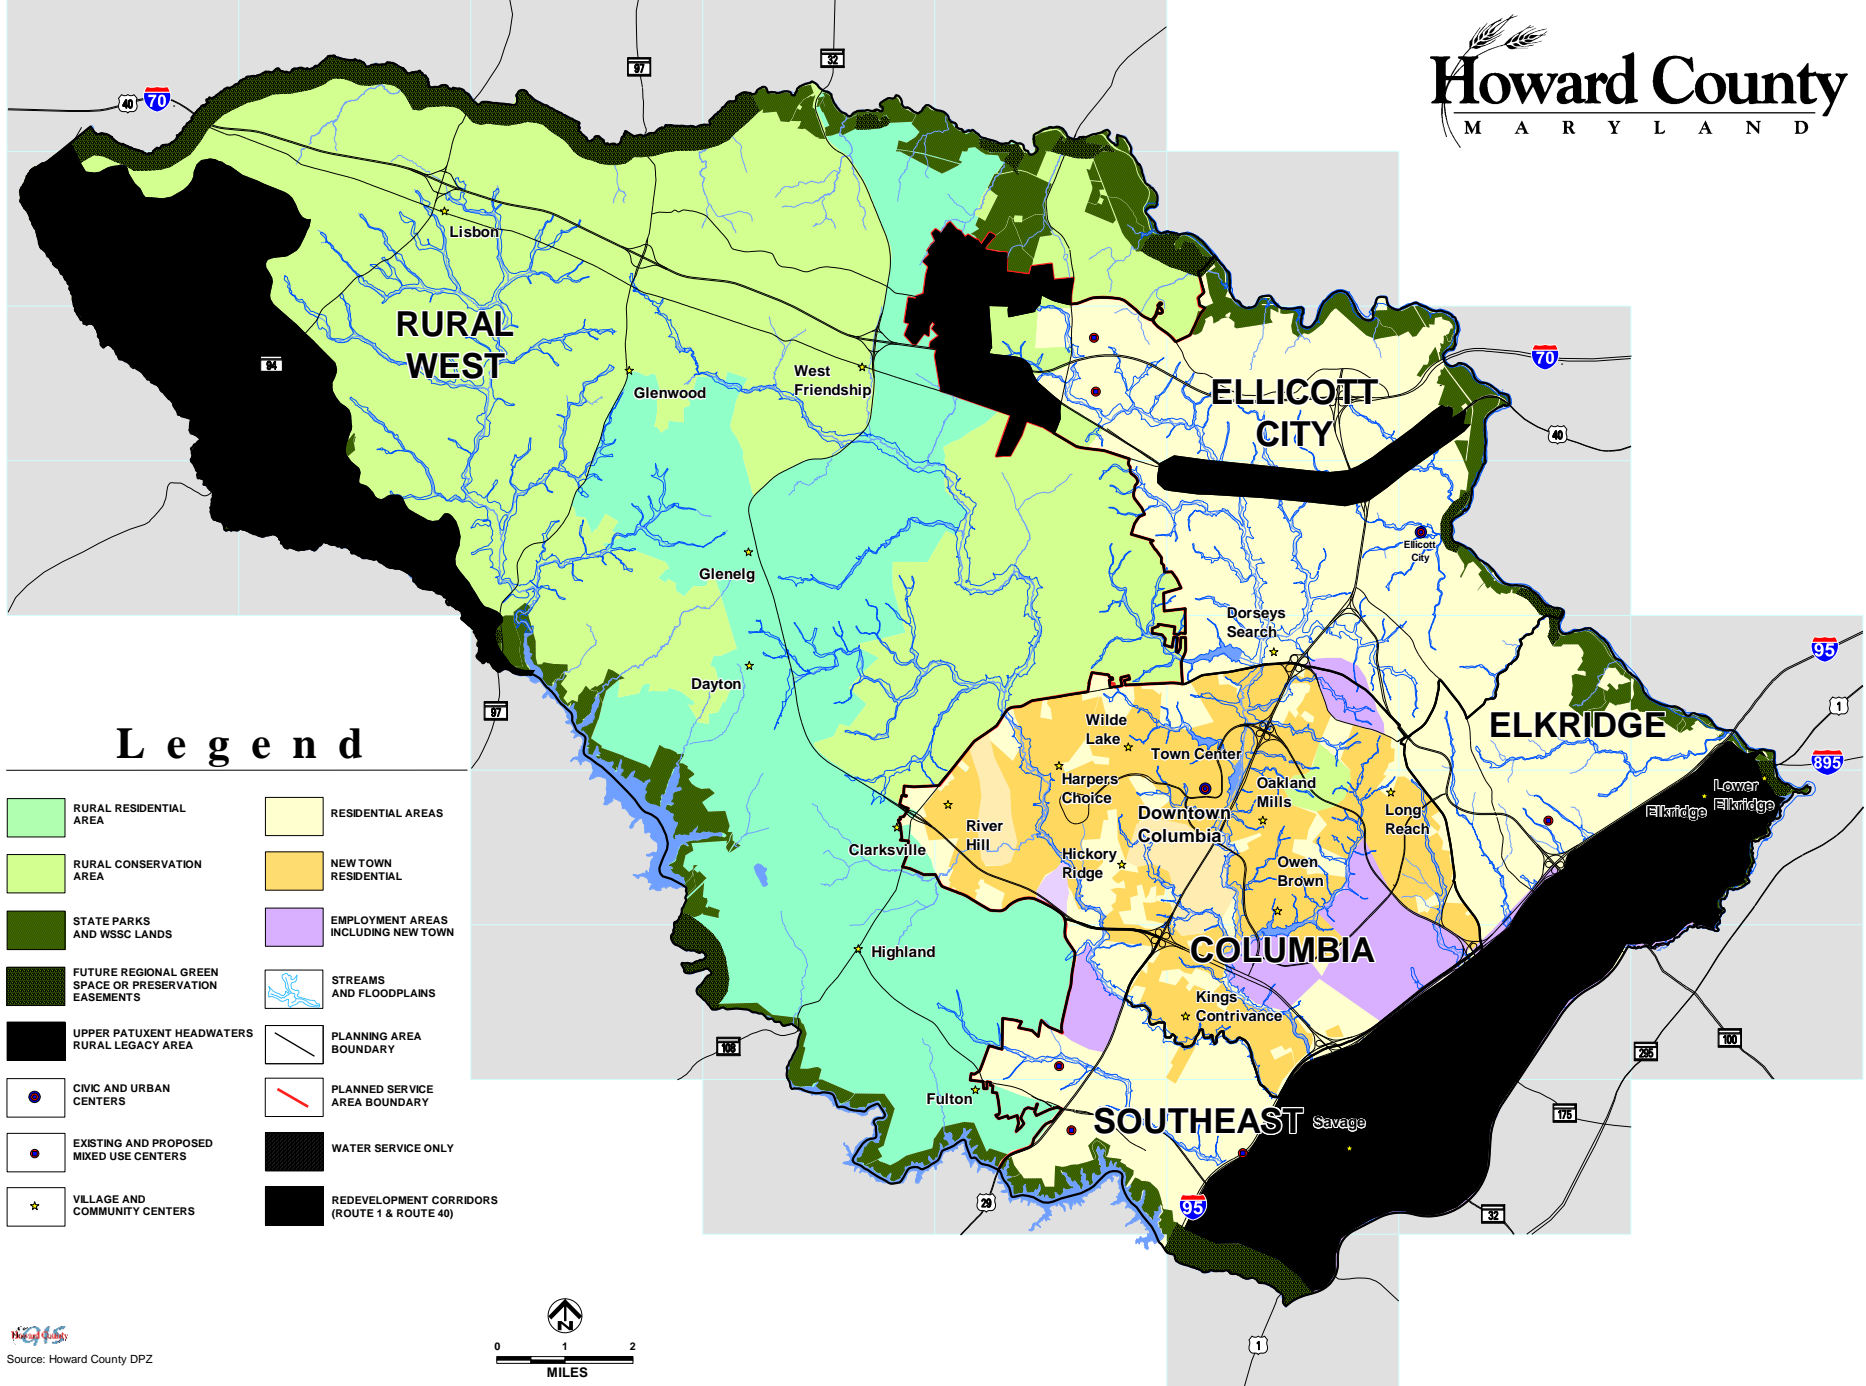 Howard County
MARYLAND
97
32
40
70
Lisbon
RURAL
WEST
94
Glenwood
West
Friendship
70
ELLICOTT
CITY
40
Ellicott
City
Glenelg
Dorseys
Search
Dayton
97
95
1
ELKRIDGE
895
Wilde
Lake
Town Center
Harpers
Choice
Oakland
Mills
Lower
Elkridge
Elkridge
Long
Reach
Downtown
Columbia
River
Hill
Clarksville
Hickory
Ridge
Owen
Brown
Highland
COLUMBIA
Kings
Contrivance
108
295
100
Fulton
SOUTHEAST
Savage
175
29
95
32
1
Legend
RURAL RESIDENTIAL
AREA
RURAL CONSERVATION
AREA
STATE PARKS
AND WSSC LANDS
FUTURE REGIONAL GREEN
SPACE OR PRESERVATION
EASEMENTS
UPPER PATUXENT HEADWATERS
RURAL LEGACY AREA
CIVIC AND URBAN
CENTERS
EXISTING AND PROPOSED
MIXED USE CENTERS
VILLAGE AND
COMMUNITY CENTERS
RESIDENTIAL AREAS
NEW TOWN
RESIDENTIAL
EMPLOYMENT AREAS
INCLUDING NEW TOWN
STREAMS
AND FLOODPLAINS
PLANNING AREA
BOUNDARY
PLANNED SERVICE
AREA BOUNDARY
WATER SERVICE ONLY
REDEVELOPMENT CORRIDORS
(ROUTE 1 & ROUTE 40)
Howard County
GIS
Source: Howard County DPZ
N
0 1 2
MILES